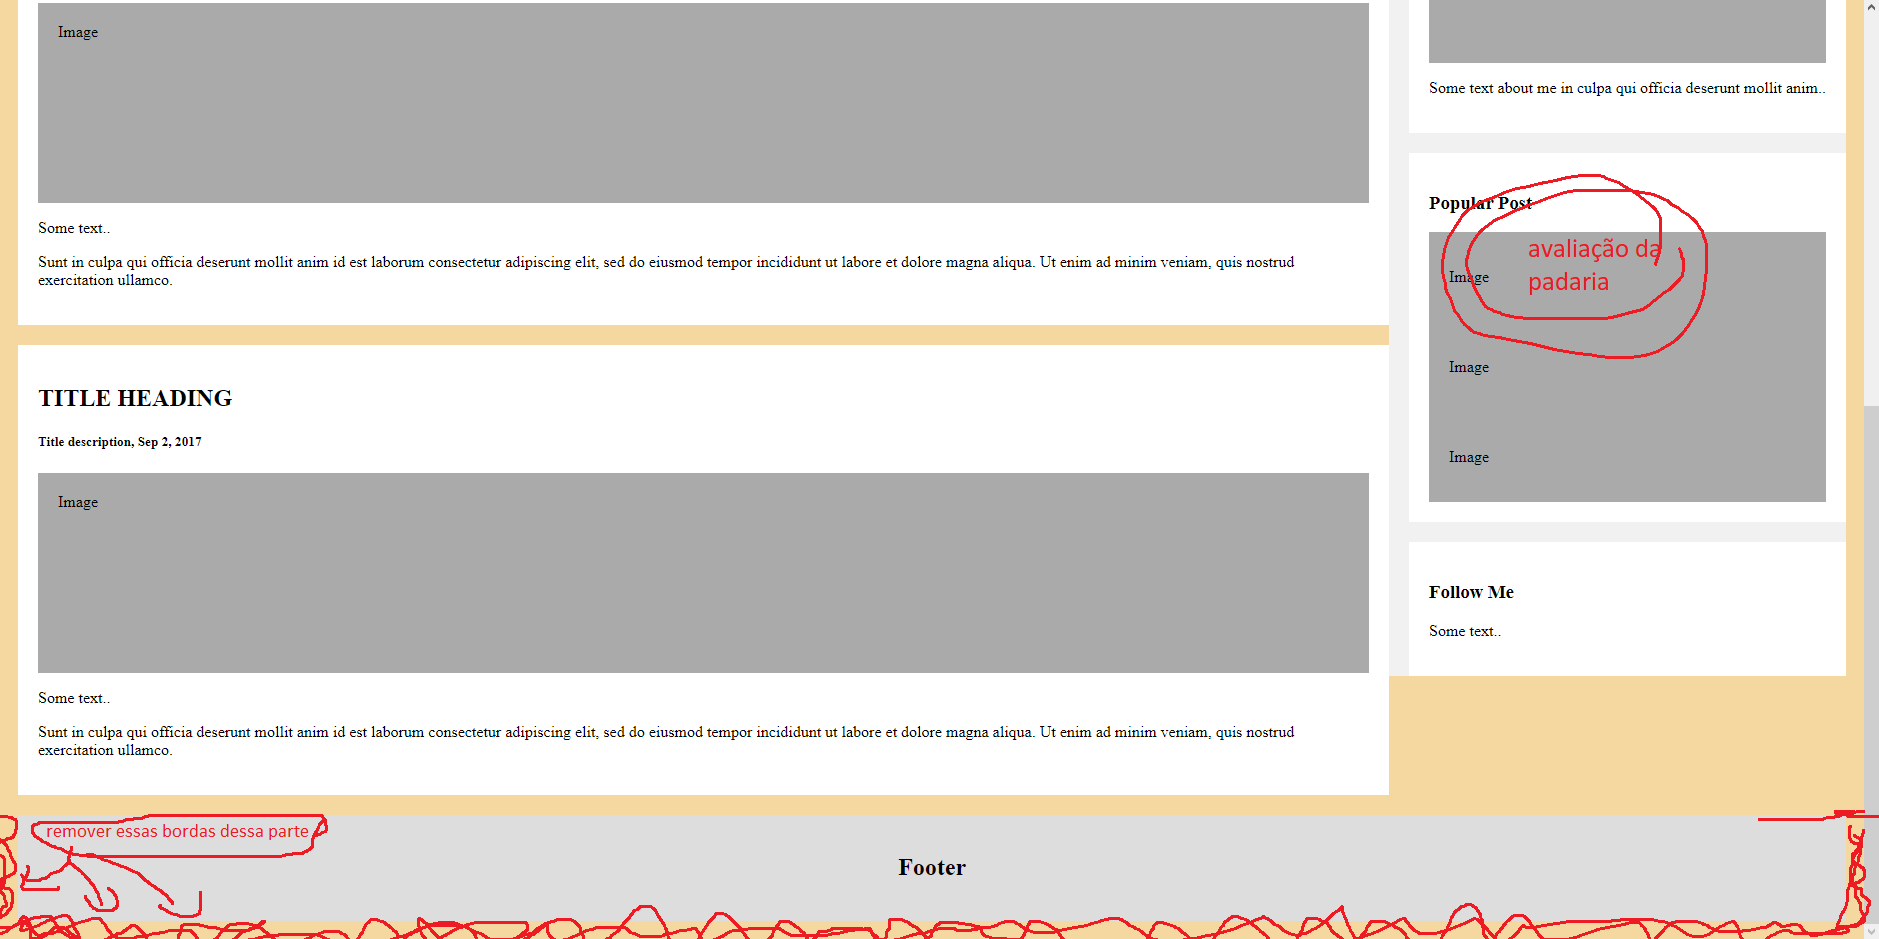 Image
Some text..
Sunt in culpa qui officia deserunt mollit anim id est laborum consectetur adipiscing elit, sed do eiusmod tempor incididunt ut labore et dolore magna aliqua. Ut enim ad minim veniam, quis nostrud
exercitation ullamco.
TITLE HEADING
Title description, Sep 2, 2017
Image
Some text..
Sunt in culpa qui officia deserunt mollit anim id est laborum consectetur adipiscing elit, sed do eiusmod tempor incididunt ut labore et dolore magna aliqua. Ut enim ad minim veniam, quis nostrud
exercitation ullamco.
Some text about me in culpa qui officia deserunt mollit anim..
Popular Post
avaliação da
padaria
Image
Image
Image
Follow Me
Some text..
remover essas bordas dessa parte
Footer